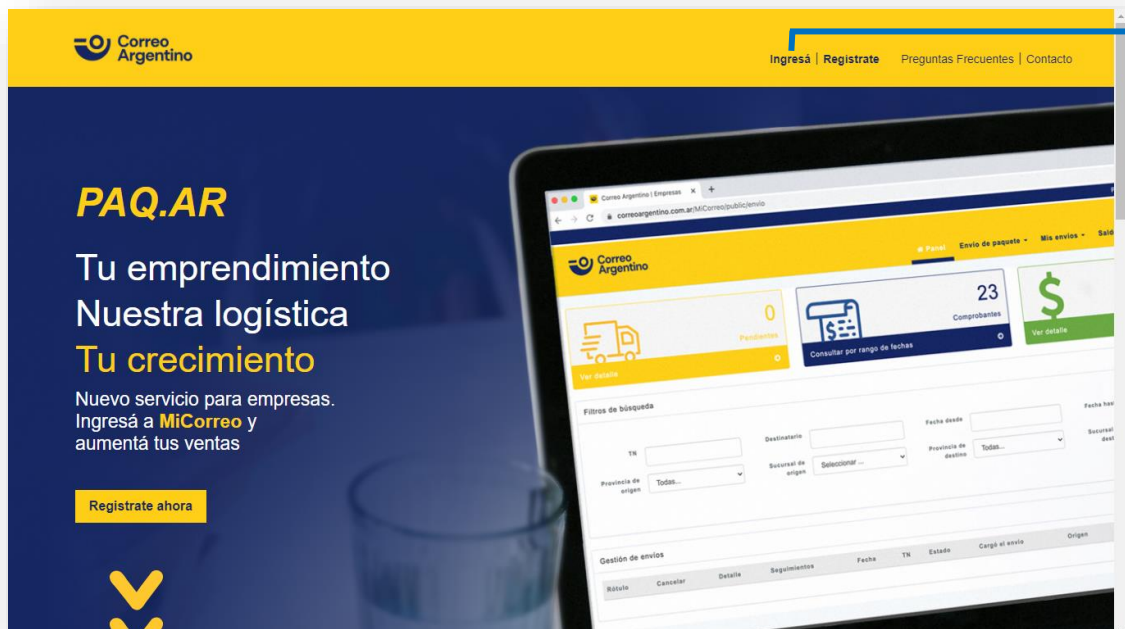 Correo
Argentino
Ingresá | Registrate Preguntas Frecuentes | Contacto
PAQ.AR
Tu emprendimiento
Nuestra logística
Tu crecimiento
Nuevo servicio para empresas.
Ingresá a MiCorreo y
aumentá tus ventas
Registrate ahora
Correo Argentino | Empresas X +
correoargentino.com.ar/MiCorreo/public/envio
Correo
Argentino
Panel Envío de paquete Mis envíos
0
Pendientes
Ver detalle
23
Comprobantes
Consultar por rango de fechas
$
Ver detalle
Filtros de búsqueda
TN Destinatario Fecha desde
Provincia de
origen
Todas...
Sucursal de
origen
Seleccionar ...
Provincia de
destino
Todas...
Gestión de envíos
Rótulo Cancelar Detalle Seguimientos Fecha TN Estado Cargó el envío Origen